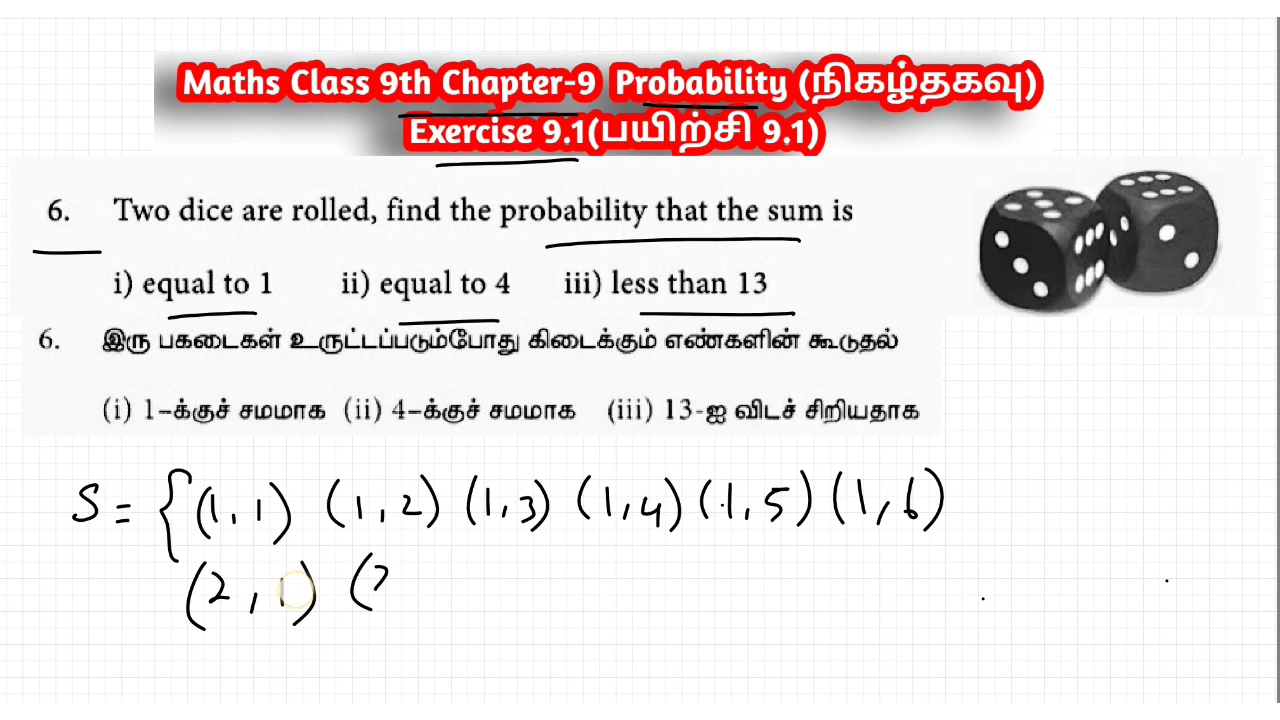 Maths Class 9th Chapter-9 Probability (நிகழ்தகவு)
Exercise 9.1(பயிற்சி 9.1)
6. Two dice are rolled, find the probability that the sum is
i) equal to 1 ii) equal to 4 iii) less than 13
6. இரு பகடைகள் உருட்டப்படும்போது கிடைக்கும் எண்களின் கூடுதல்
(i) 1-க்குச் சமமாக (ii) 4-க்குச் சமமாக (iii) 13-ஐ விடச் சிறியதாக
S = {(1,1) (1,2) (1,3) (1,4) (1,5) (1,6)
(2,1) (2